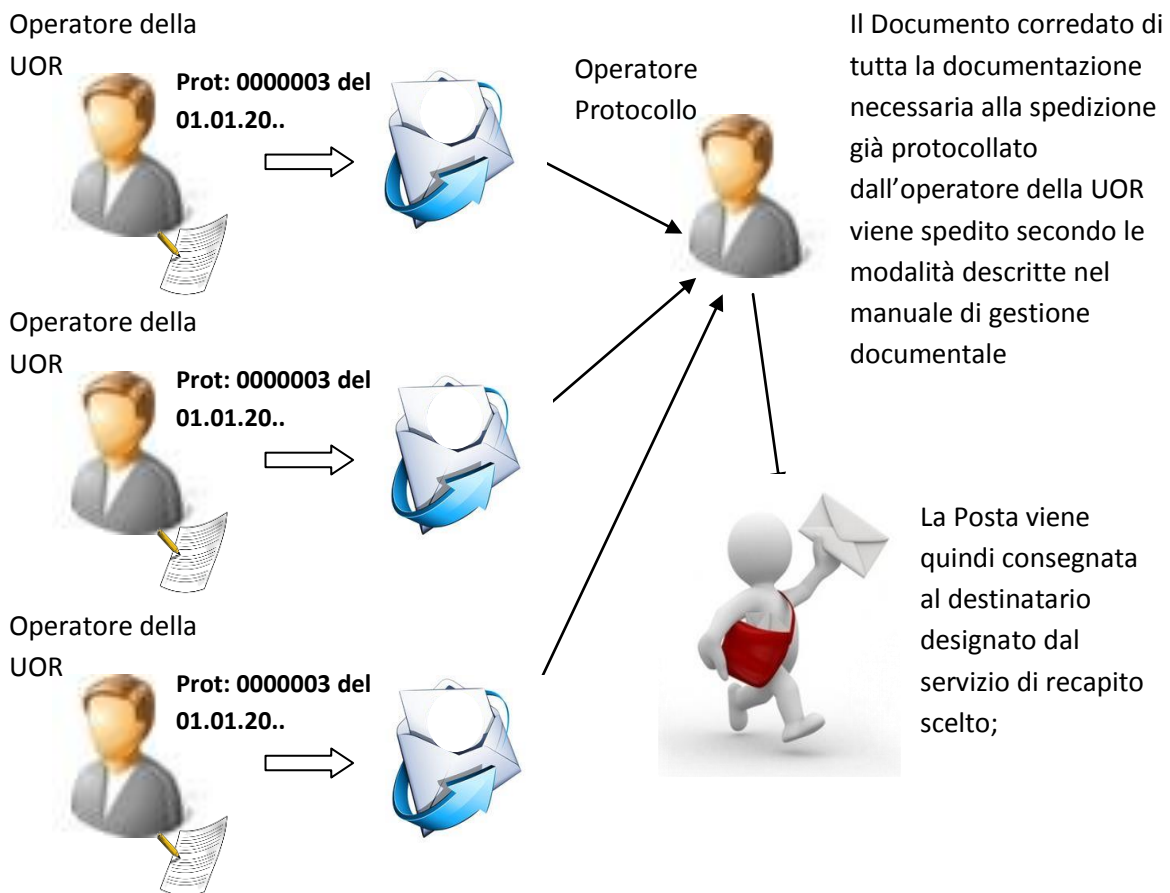 Operatore della
UOR
Prot: 0000003 del
01.01.20..
Operatore
Protocollo
Il Documento corredato di
tutta la documentazione
necessaria alla spedizione
già protocollato
dall’operatore della UOR
viene spedito secondo le
modalità descritte nel
manuale di gestione
documentale
Operatore della
UOR
Prot: 0000003 del
01.01.20..
La Posta viene
quindi consegnata
al destinatario
designato dal
servizio di recapito
scelto;
Operatore della
UOR
Prot: 0000003 del
01.01.20..